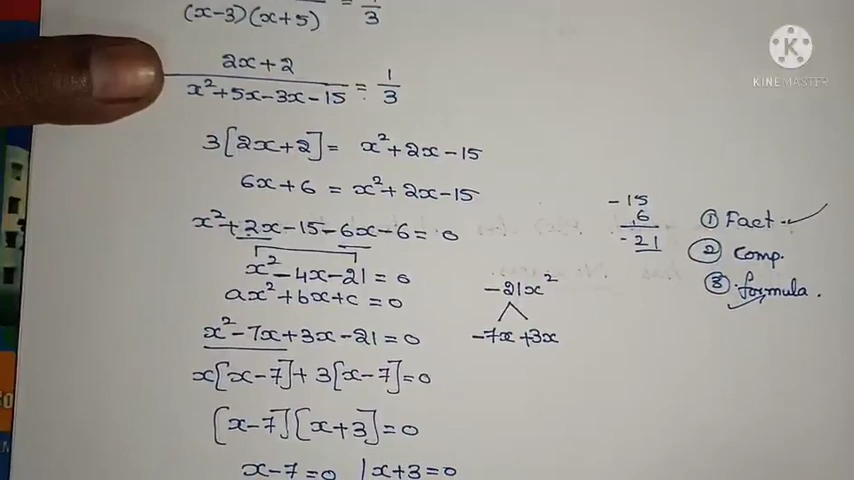 (x-3)(x+5) = 1/3
2x+2 / x²+5x-3x-15 = 1/3
3[2x+2] = x²+2x-15
6x+6 = x²+2x-15
x²+2x-15-6x-6=0
x²-4x-21=0
ax²+bx+c=0
x²-7x+3x-21=0
x[x-7]+3[x-7]=0
[x-7][x+3]=0
x-7=0 | x+3=0
-15
6
-21
-21x²
-7x+3x
① Fact
② Comp.
③ formula.
K
KINEMASTER